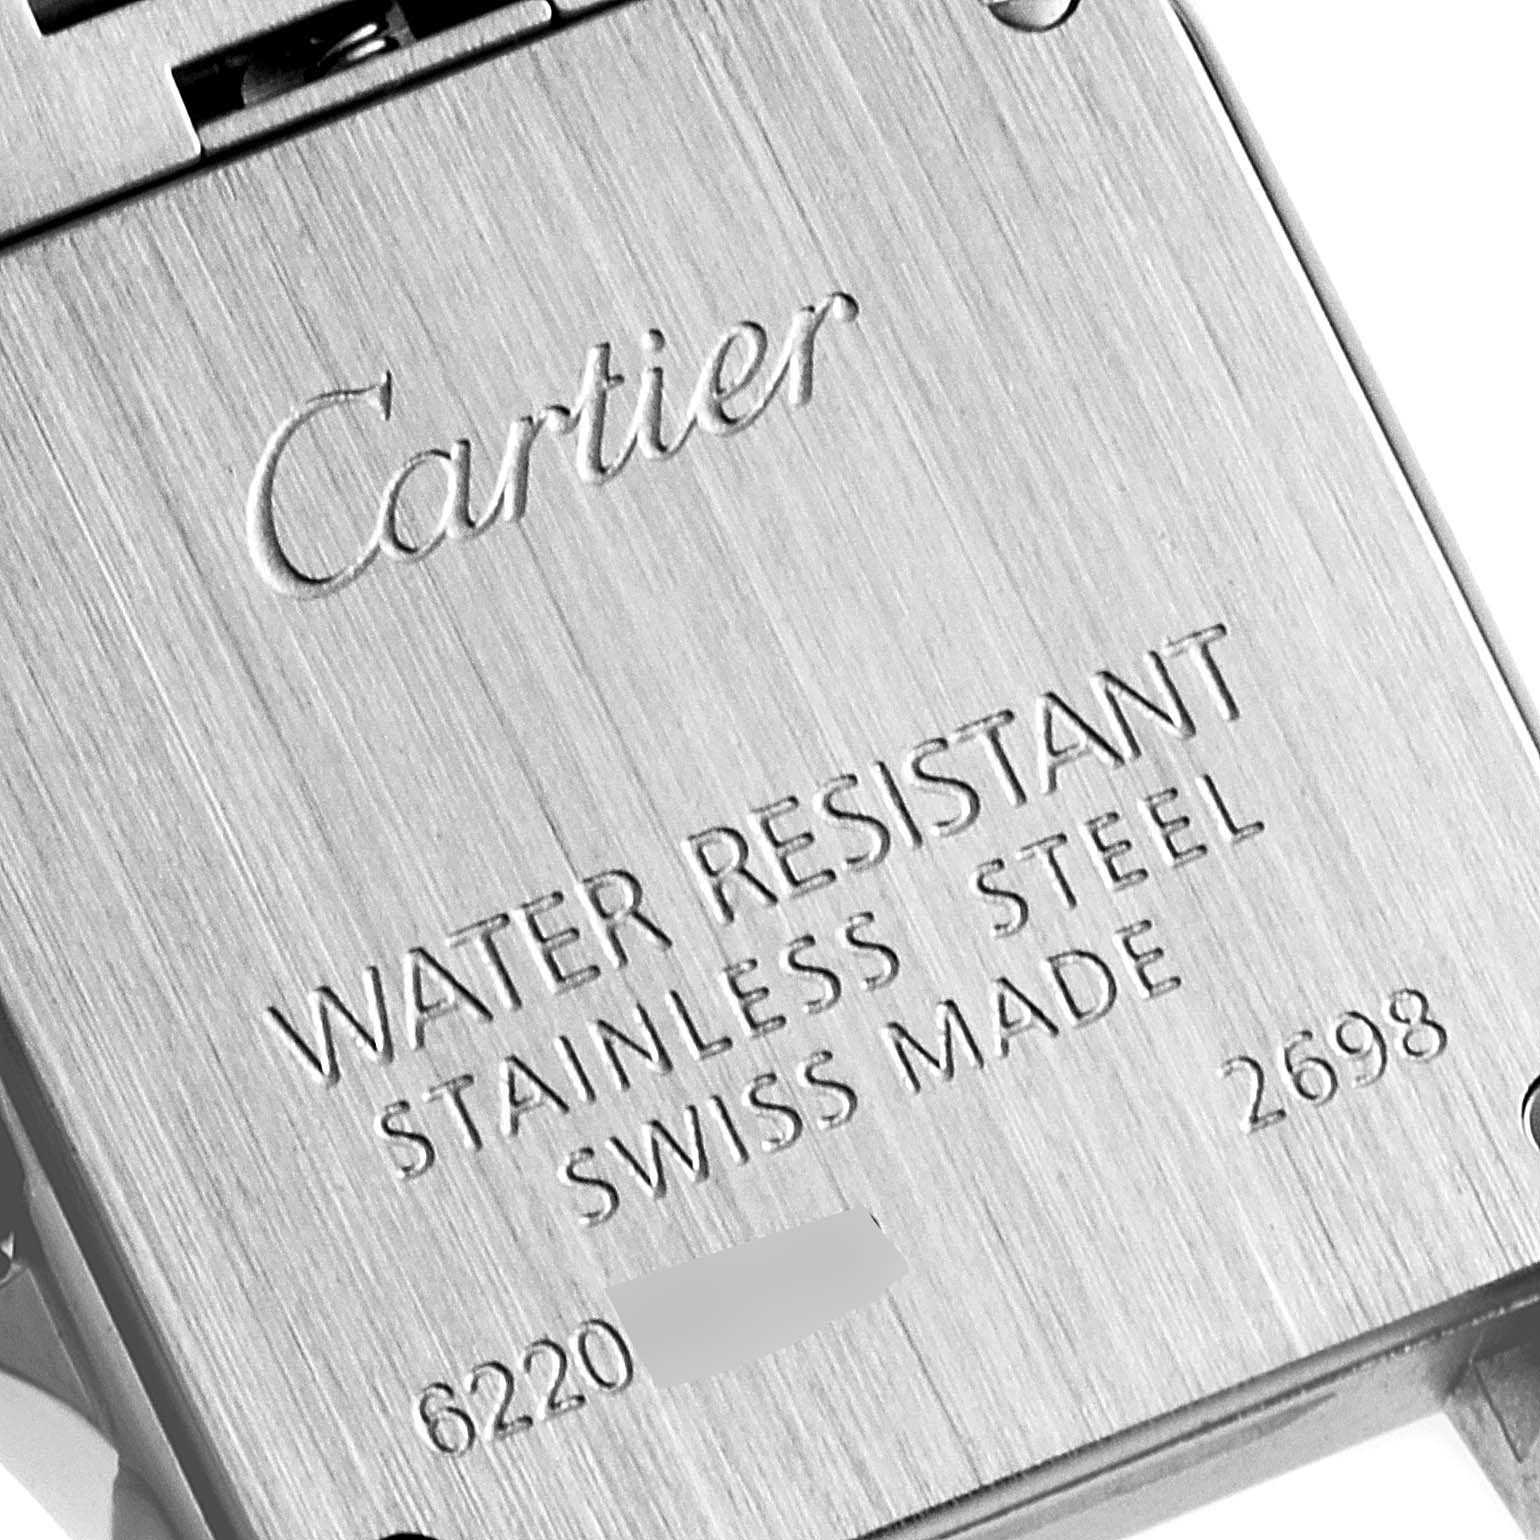 Cartier
WATER RESISTANT
STAINLESS STEEL
SWISS MADE
2698
6220